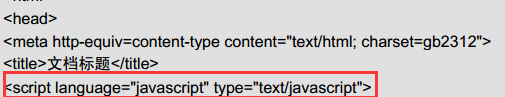 <head>
<meta http-equiv=content-type content="text/html; charset=gb2312">
<title>文档标题</title>
<script language="javascript" type="text/javascript">